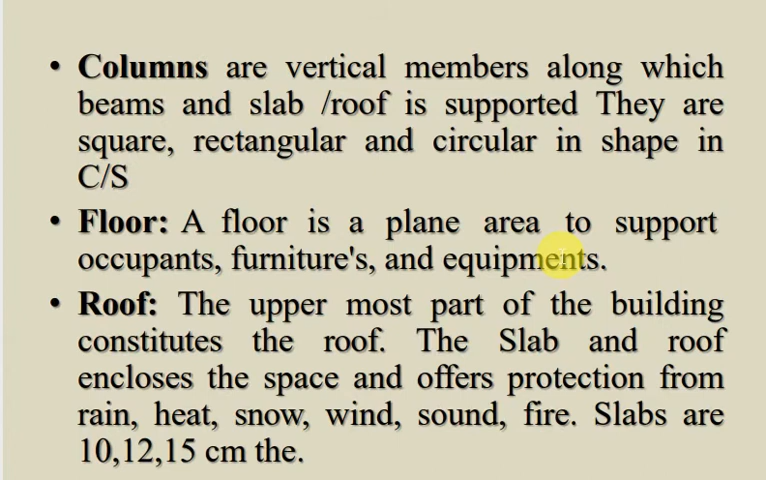 • Columns are vertical members along which
beams and slab /roof is supported They are
square, rectangular and circular in shape in
C/S
• Floor: A floor is a plane area to support
occupants, furniture's, and equipments.
• Roof: The upper most part of the building
constitutes the roof. The Slab and roof
encloses the space and offers protection from
rain, heat, snow, wind, sound, fire. Slabs are
10,12,15 cm the.